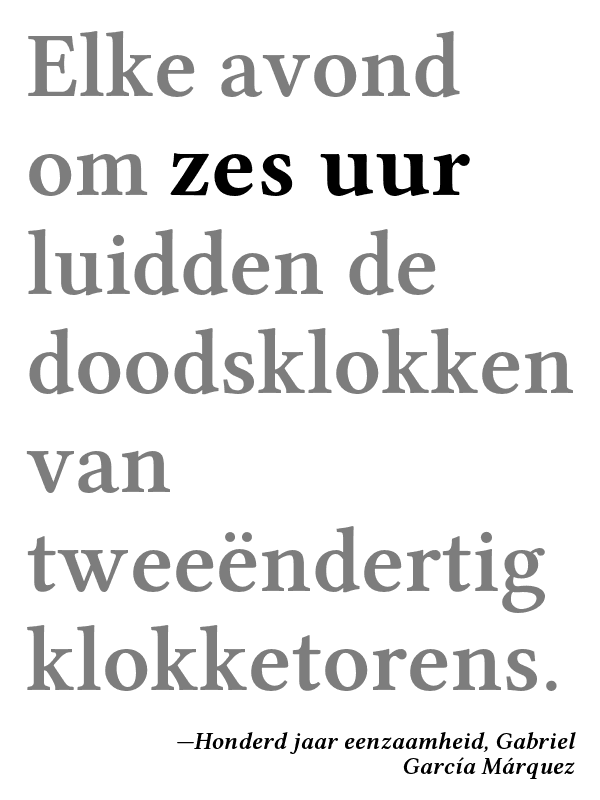 Elke avond
om zes uur
luidden de
doodsklokken
van
tweeëndertig
klokketorens.
—Honderd jaar eenzaamheid, Gabriel
García Márquez